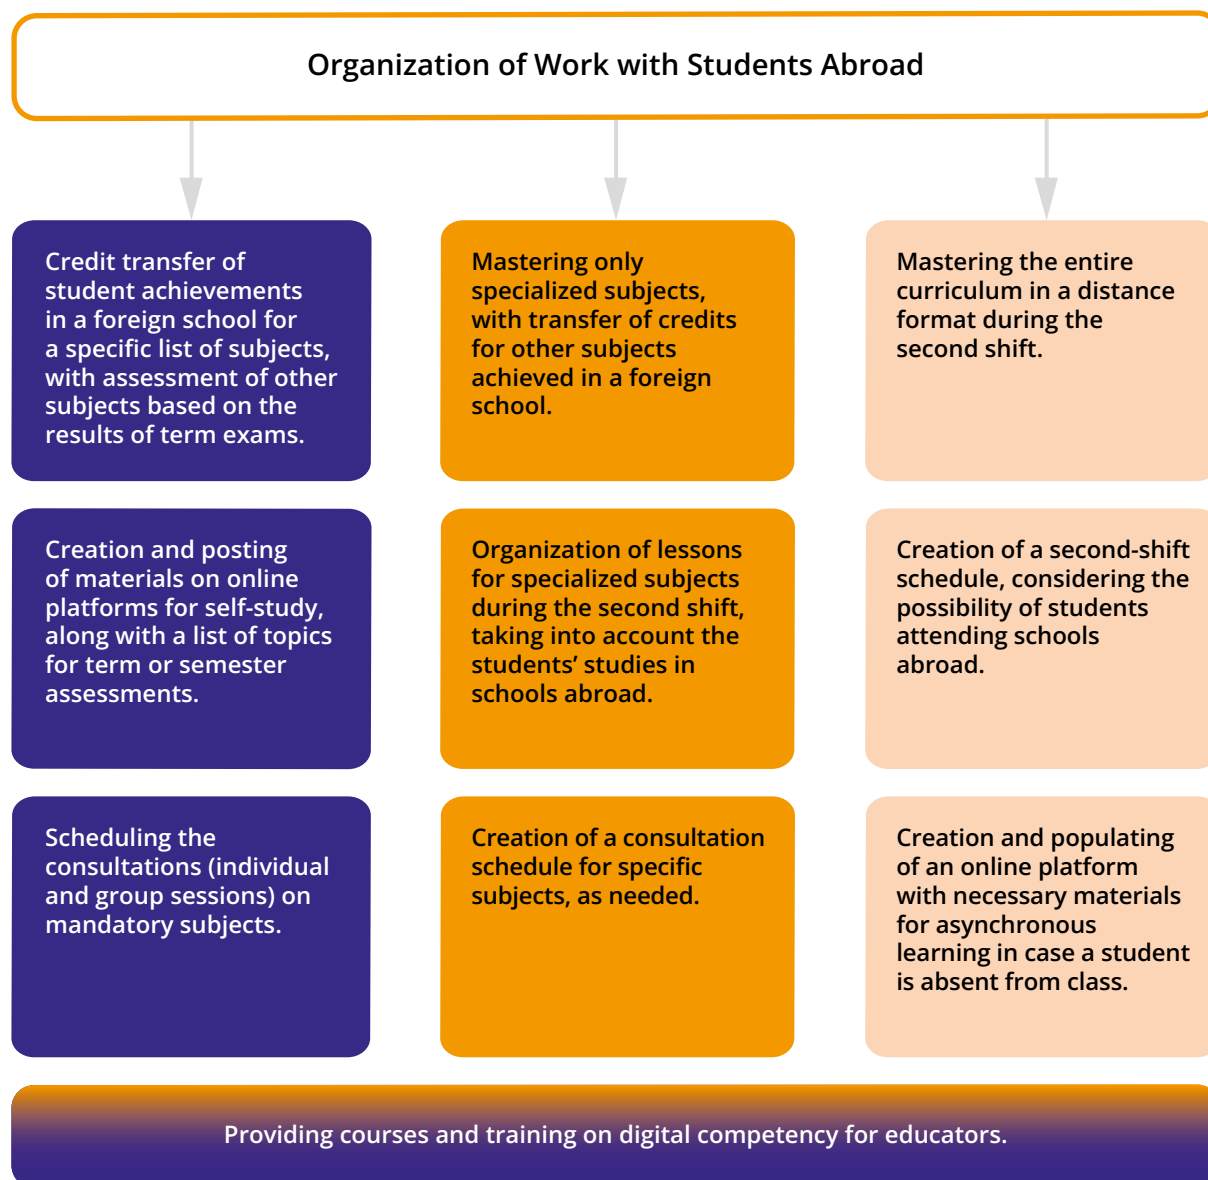 Organization of Work with Students Abroad
Credit transfer of
student achievements
in a foreign school for
a specific list of subjects,
with assessment of other
subjects based on the
results of term exams.
Mastering only
specialized subjects,
with transfer of credits
for other subjects
achieved in a foreign
school.
Mastering the entire
curriculum in a distance
format during the
second shift.
Creation and posting
of materials on online
platforms for self-study,
along with a list of topics
for term or semester
assessments.
Organization of lessons
for specialized subjects
during the second shift,
taking into account the
students’ studies in
schools abroad.
Creation of a second-shift
schedule, considering the
possibility of students
attending schools
abroad.
Scheduling the
consultations (individual
and group sessions) on
mandatory subjects.
Creation of a consultation
schedule for specific
subjects, as needed.
Creation and populating
of an online platform
with necessary materials
for asynchronous
learning in case a student
is absent from class.
Providing courses and training on digital competency for educators.